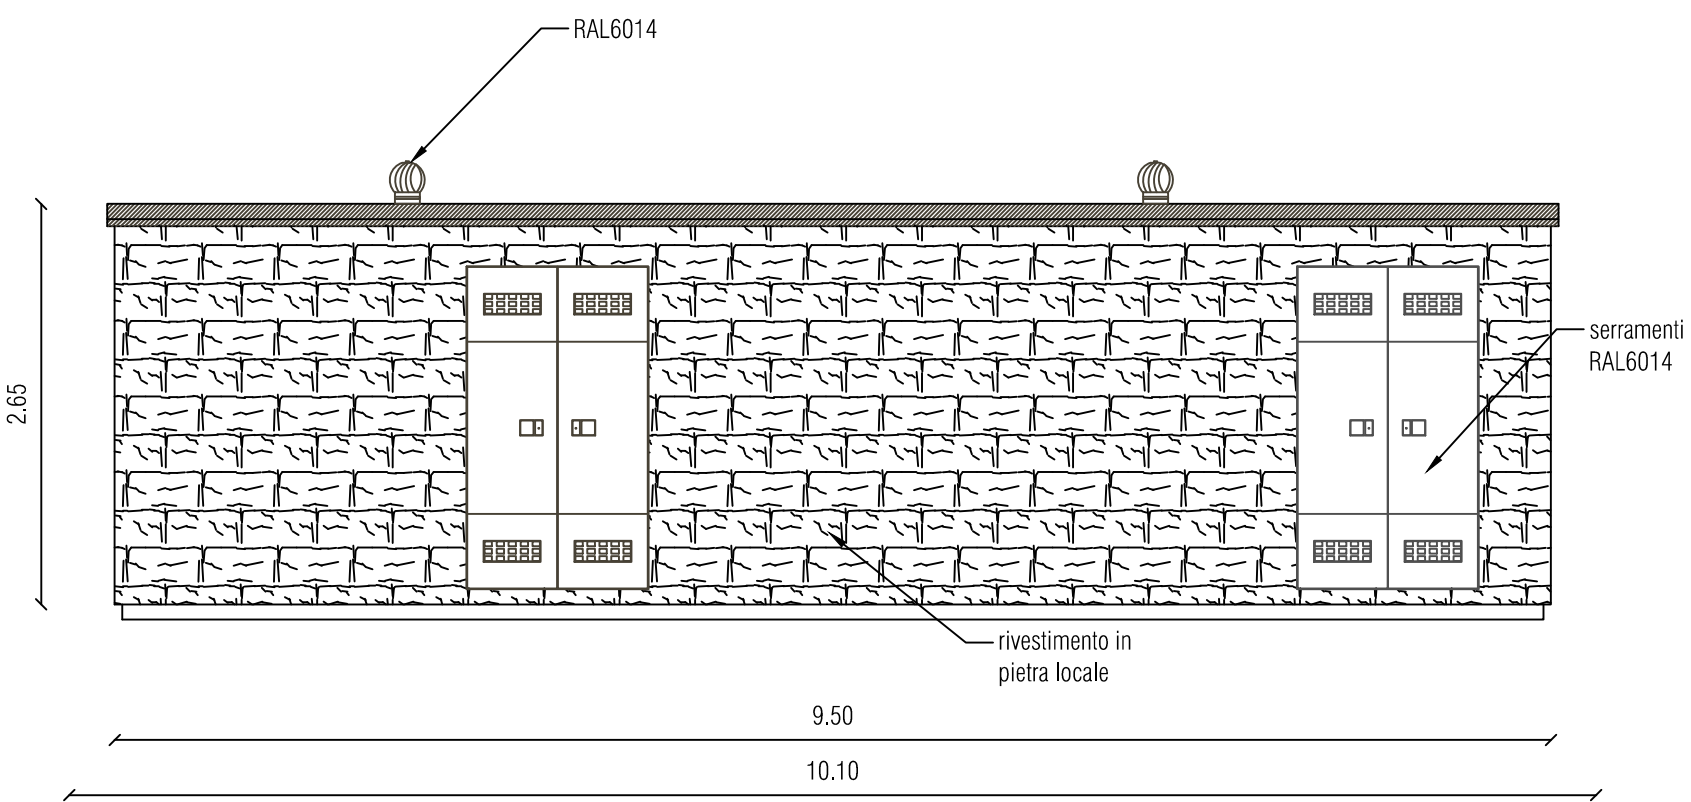 RAL6014
serramenti
RAL6014
2.65
rivestimento in
pietra locale
9.50
10.10